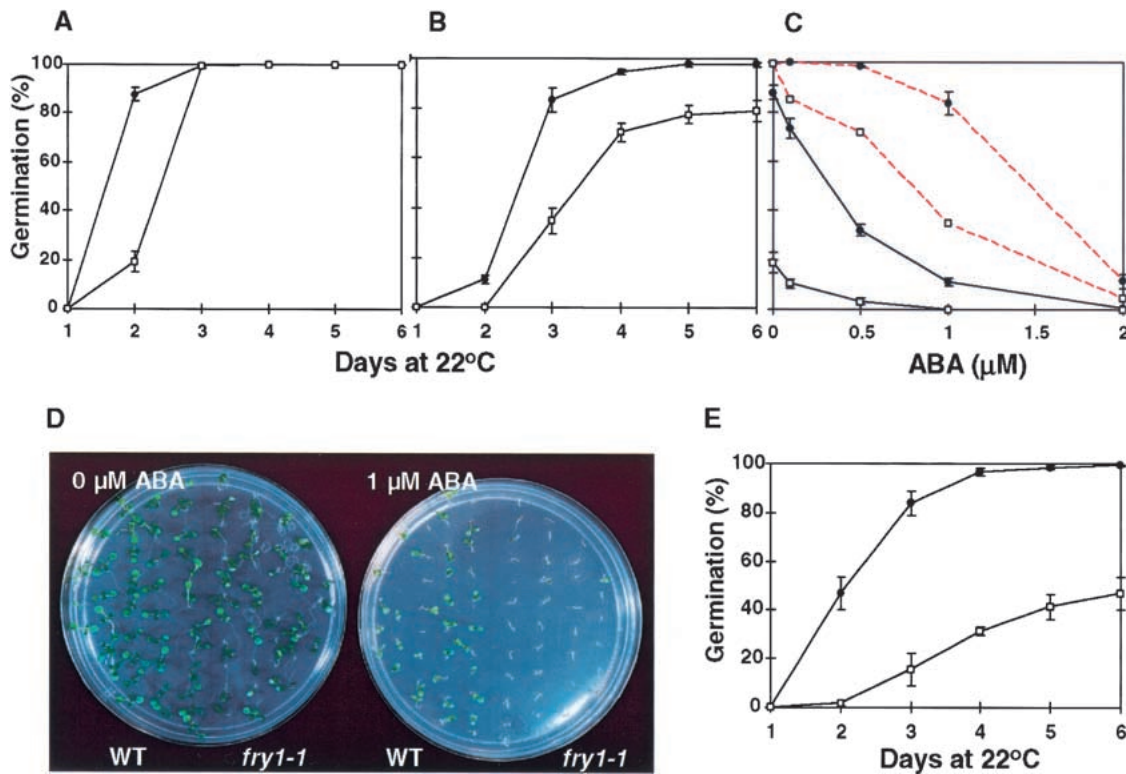 A
B
C
Germination (%)
100
80
60
40
20
0
1 2 3 4 5 6
1 2 3 4 5 6
0 0.5 1 1.5 2
Days at 22ºC
ABA (µM)
D
0 µM ABA
1 µM ABA
WT
fry1-1
WT
fry1-1
E
Germination (%)
100
80
60
40
20
0
1 2 3 4 5 6
Days at 22ºC